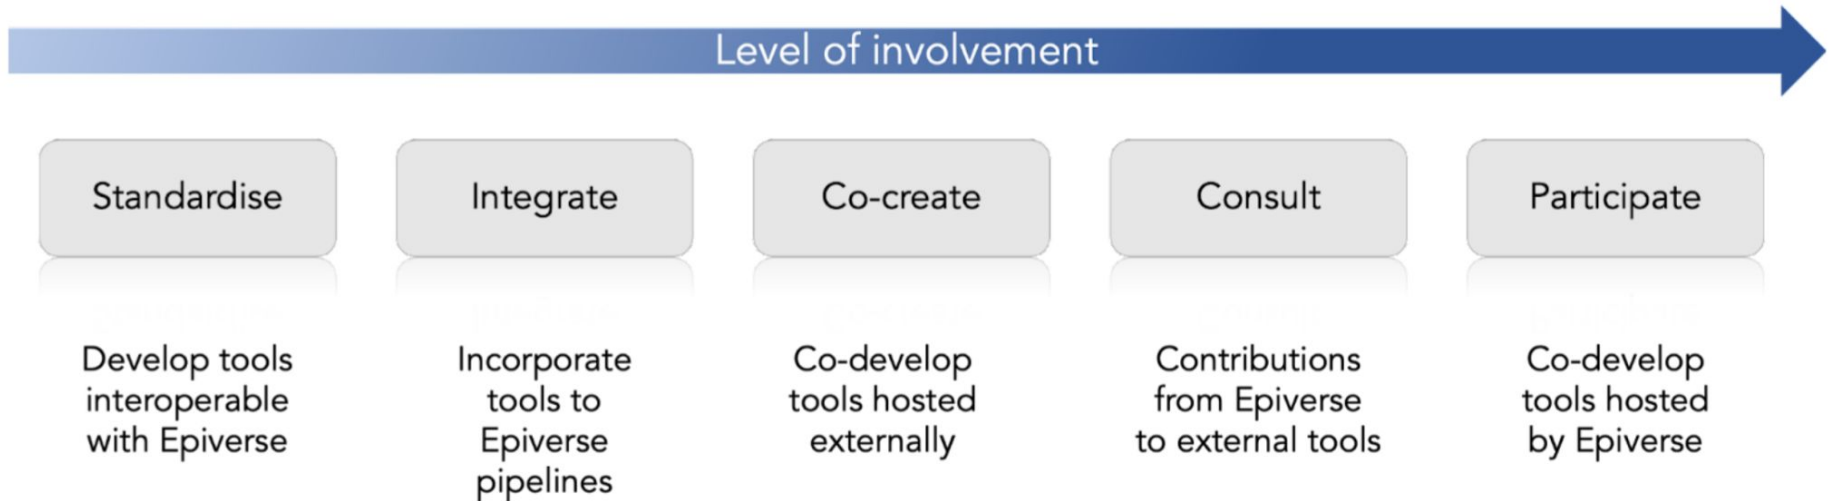 Level of involvement
Standardise
Integrate
Co-create
Consult
Participate
Develop tools
interoperable
with Epiverse
Incorporate
tools to
Epiverse
pipelines
Co-develop
tools hosted
externally
Contributions
from Epiverse
to external tools
Co-develop
tools hosted
by Epiverse